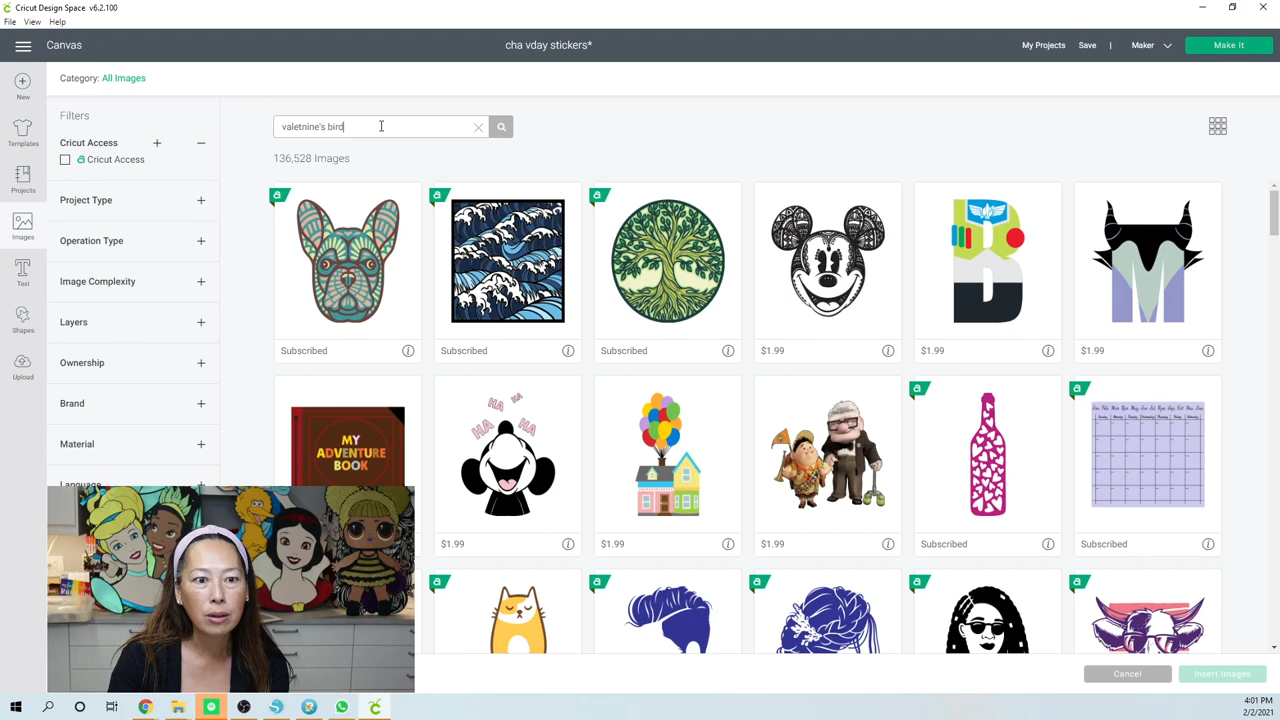 Cricut Design Space v6.2.100
File View Help
Canvas
cha vday stickers*
My Projects Save | Maker Make It
New
Templates
Projects
Images
Text
Shapes
Upload
Category: All Images
Filters
Cricut Access
a Cricut Access
Project Type
Operation Type
Image Complexity
Layers
Ownership
Brand
Material
Language
valetnine's bird
136,528 Images
a
a
a
B
M
Subscribed
Subscribed
Subscribed
$1.99
$1.99
$1.99
MY
ADVENTURE
BOOK
HA HA
HA HA
a
a
$1.99
$1.99
$1.99
Subscribed
Subscribed
a
a
a
a
a
Cancel
Insert Images
4:01 PM
2/2/2021